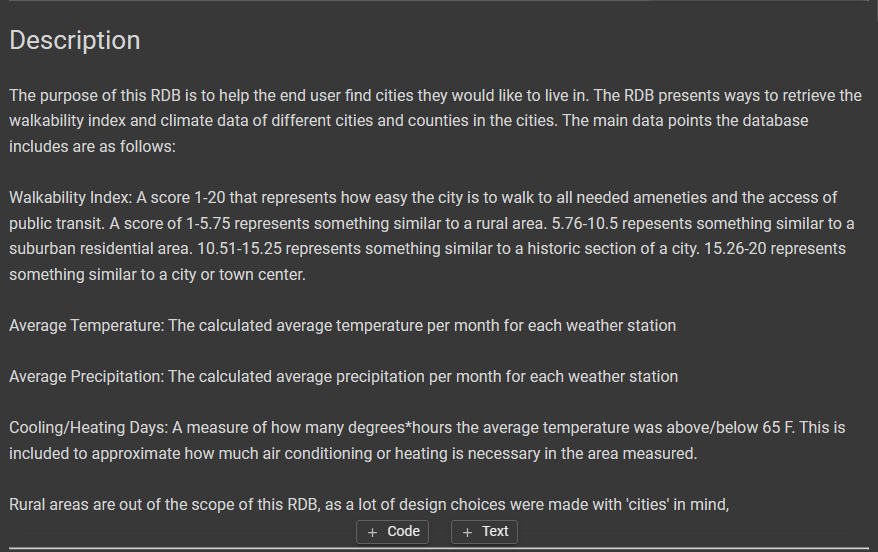 Description
The purpose of this RDB is to help the end user find cities they would like to live in. The RDB presents ways to retrieve the
walkability index and climate data of different cities and counties in the cities. The main data points the database
includes are as follows:
Walkability Index: A score 1-20 that represents how easy the city is to walk to all needed ameneties and the access of
public transit. A score of 1-5.75 represents something similar to a rural area. 5.76-10.5 repesents something similar to a
suburban residential area. 10.51-15.25 represents something similar to a historic section of a city. 15.26-20 represents
something similar to a city or town center.
Average Temperature: The calculated average temperature per month for each weather station
Average Precipitation: The calculated average precipitation per month for each weather station
Cooling/Heating Days: A measure of how many degrees*hours the average temperature was above/below 65 F. This is
included to approximate how much air conditioning or heating is necessary in the area measured.
Rural areas are out of the scope of this RDB, as a lot of design choices were made with 'cities' in mind,
+ Code + Text